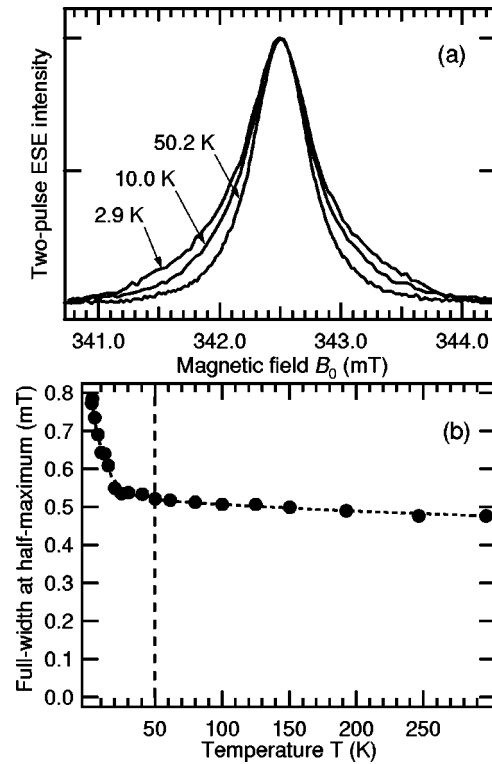 (a)
Two-pulse ESE intensity
50.2 K
10.0 K
2.9 K
341.0 342.0 343.0 344.0
Magnetic field B₀ (mT)
(b)
Full-width at half-maximum (mT)
0.8
0.7
0.6
0.5
0.4
0.3
0.2
0.1
0.0
50 100 150 200 250
Temperature T (K)